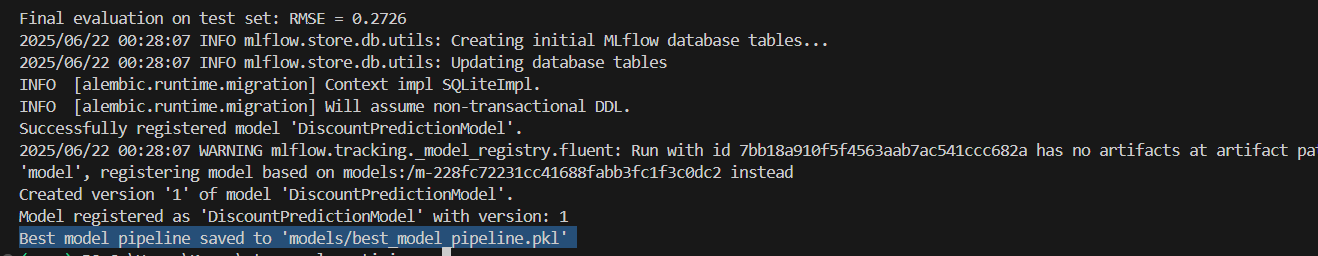 Final evaluation on test set: RMSE = 0.2726
2025/06/22 00:28:07 INFO mlflow.store.db.utils: Creating initial MLflow database tables...
2025/06/22 00:28:07 INFO mlflow.store.db.utils: Updating database tables
INFO  [alembic.runtime.migration] Context impl SQLiteImpl.
INFO  [alembic.runtime.migration] Will assume non-transactional DDL.
Successfully registered model 'DiscountPredictionModel'.
2025/06/22 00:28:07 WARNING mlflow.tracking._model_registry.fluent: Run with id 7bb18a910f5f4563aab7ac541ccc682a has no artifacts at artifact pat
'model', registering model based on models:/m-228fc72231cc41688fabb3fc1f3c0dc2 instead
Created version '1' of model 'DiscountPredictionModel'.
Model registered as 'DiscountPredictionModel' with version: 1
Best model pipeline saved to 'models/best_model_pipeline.pkl'